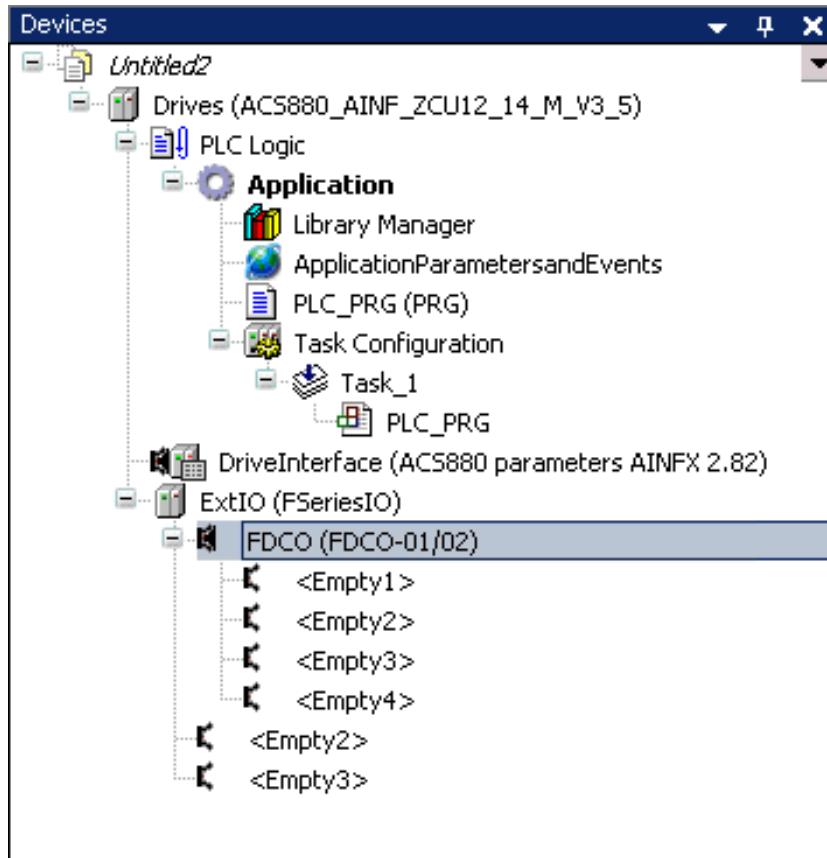 Devices
Untitled2
Drives (ACS880_AINF_ZCU12_14_M_V3_5)
PLC Logic
Application
Library Manager
ApplicationParametersandEvents
PLC_PRG (PRG)
Task Configuration
Task_1
PLC_PRG
DriveInterface (ACS880 parameters AINFX 2.82)
ExtIO (FSeriesIO)
FDCO (FDCO-01/02)
<Empty1>
<Empty2>
<Empty3>
<Empty4>
<Empty2>
<Empty3>